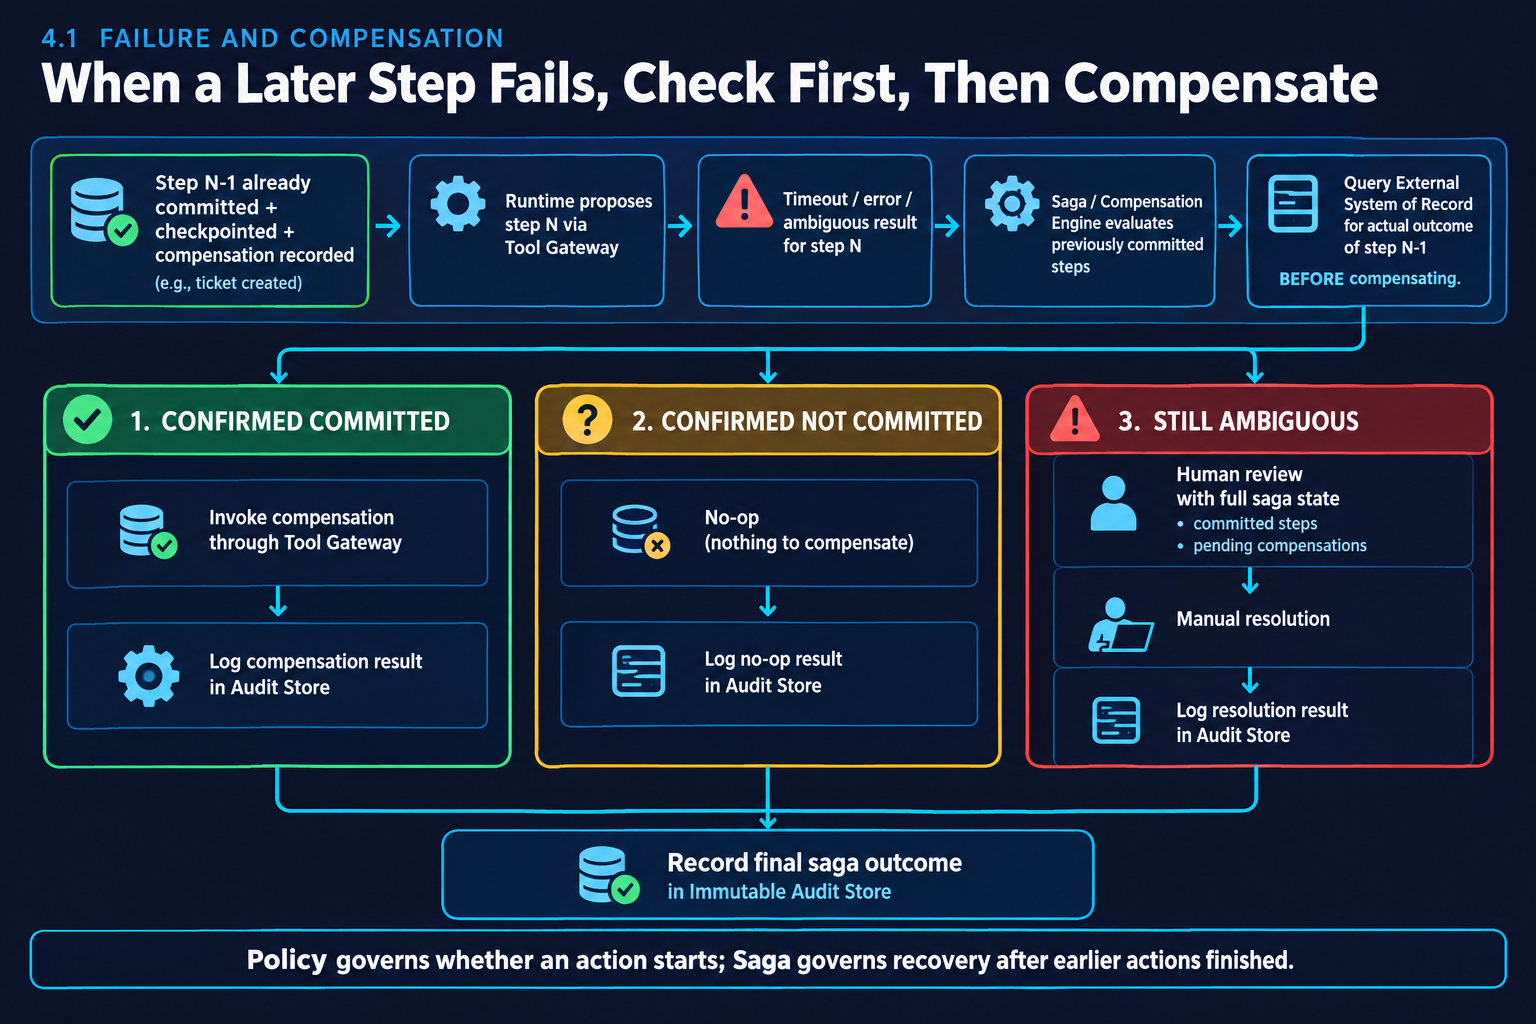 4.1 FAILURE AND COMPENSATION
When a Later Step Fails, Check First, Then Compensate
Step N-1 already
committed +
checkpointed +
compensation recorded
(e.g., ticket created)
Runtime proposes
step N via
Tool Gateway
Timeout / error /
ambiguous result
for step N
Saga / Compensation
Engine evaluates
previously committed
steps
Query External
System of Record
for actual outcome
of step N-1
BEFORE compensating.
1. CONFIRMED COMMITTED
Invoke compensation
through Tool Gateway
Log compensation result
in Audit Store
2. CONFIRMED NOT COMMITTED
No-op
(nothing to compensate)
Log no-op result
in Audit Store
3. STILL AMBIGUOUS
Human review
with full saga state
• committed steps
• pending compensations
Manual resolution
Log resolution result
in Audit Store
Record final saga outcome
in Immutable Audit Store
Policy governs whether an action starts; Saga governs recovery after earlier actions finished.